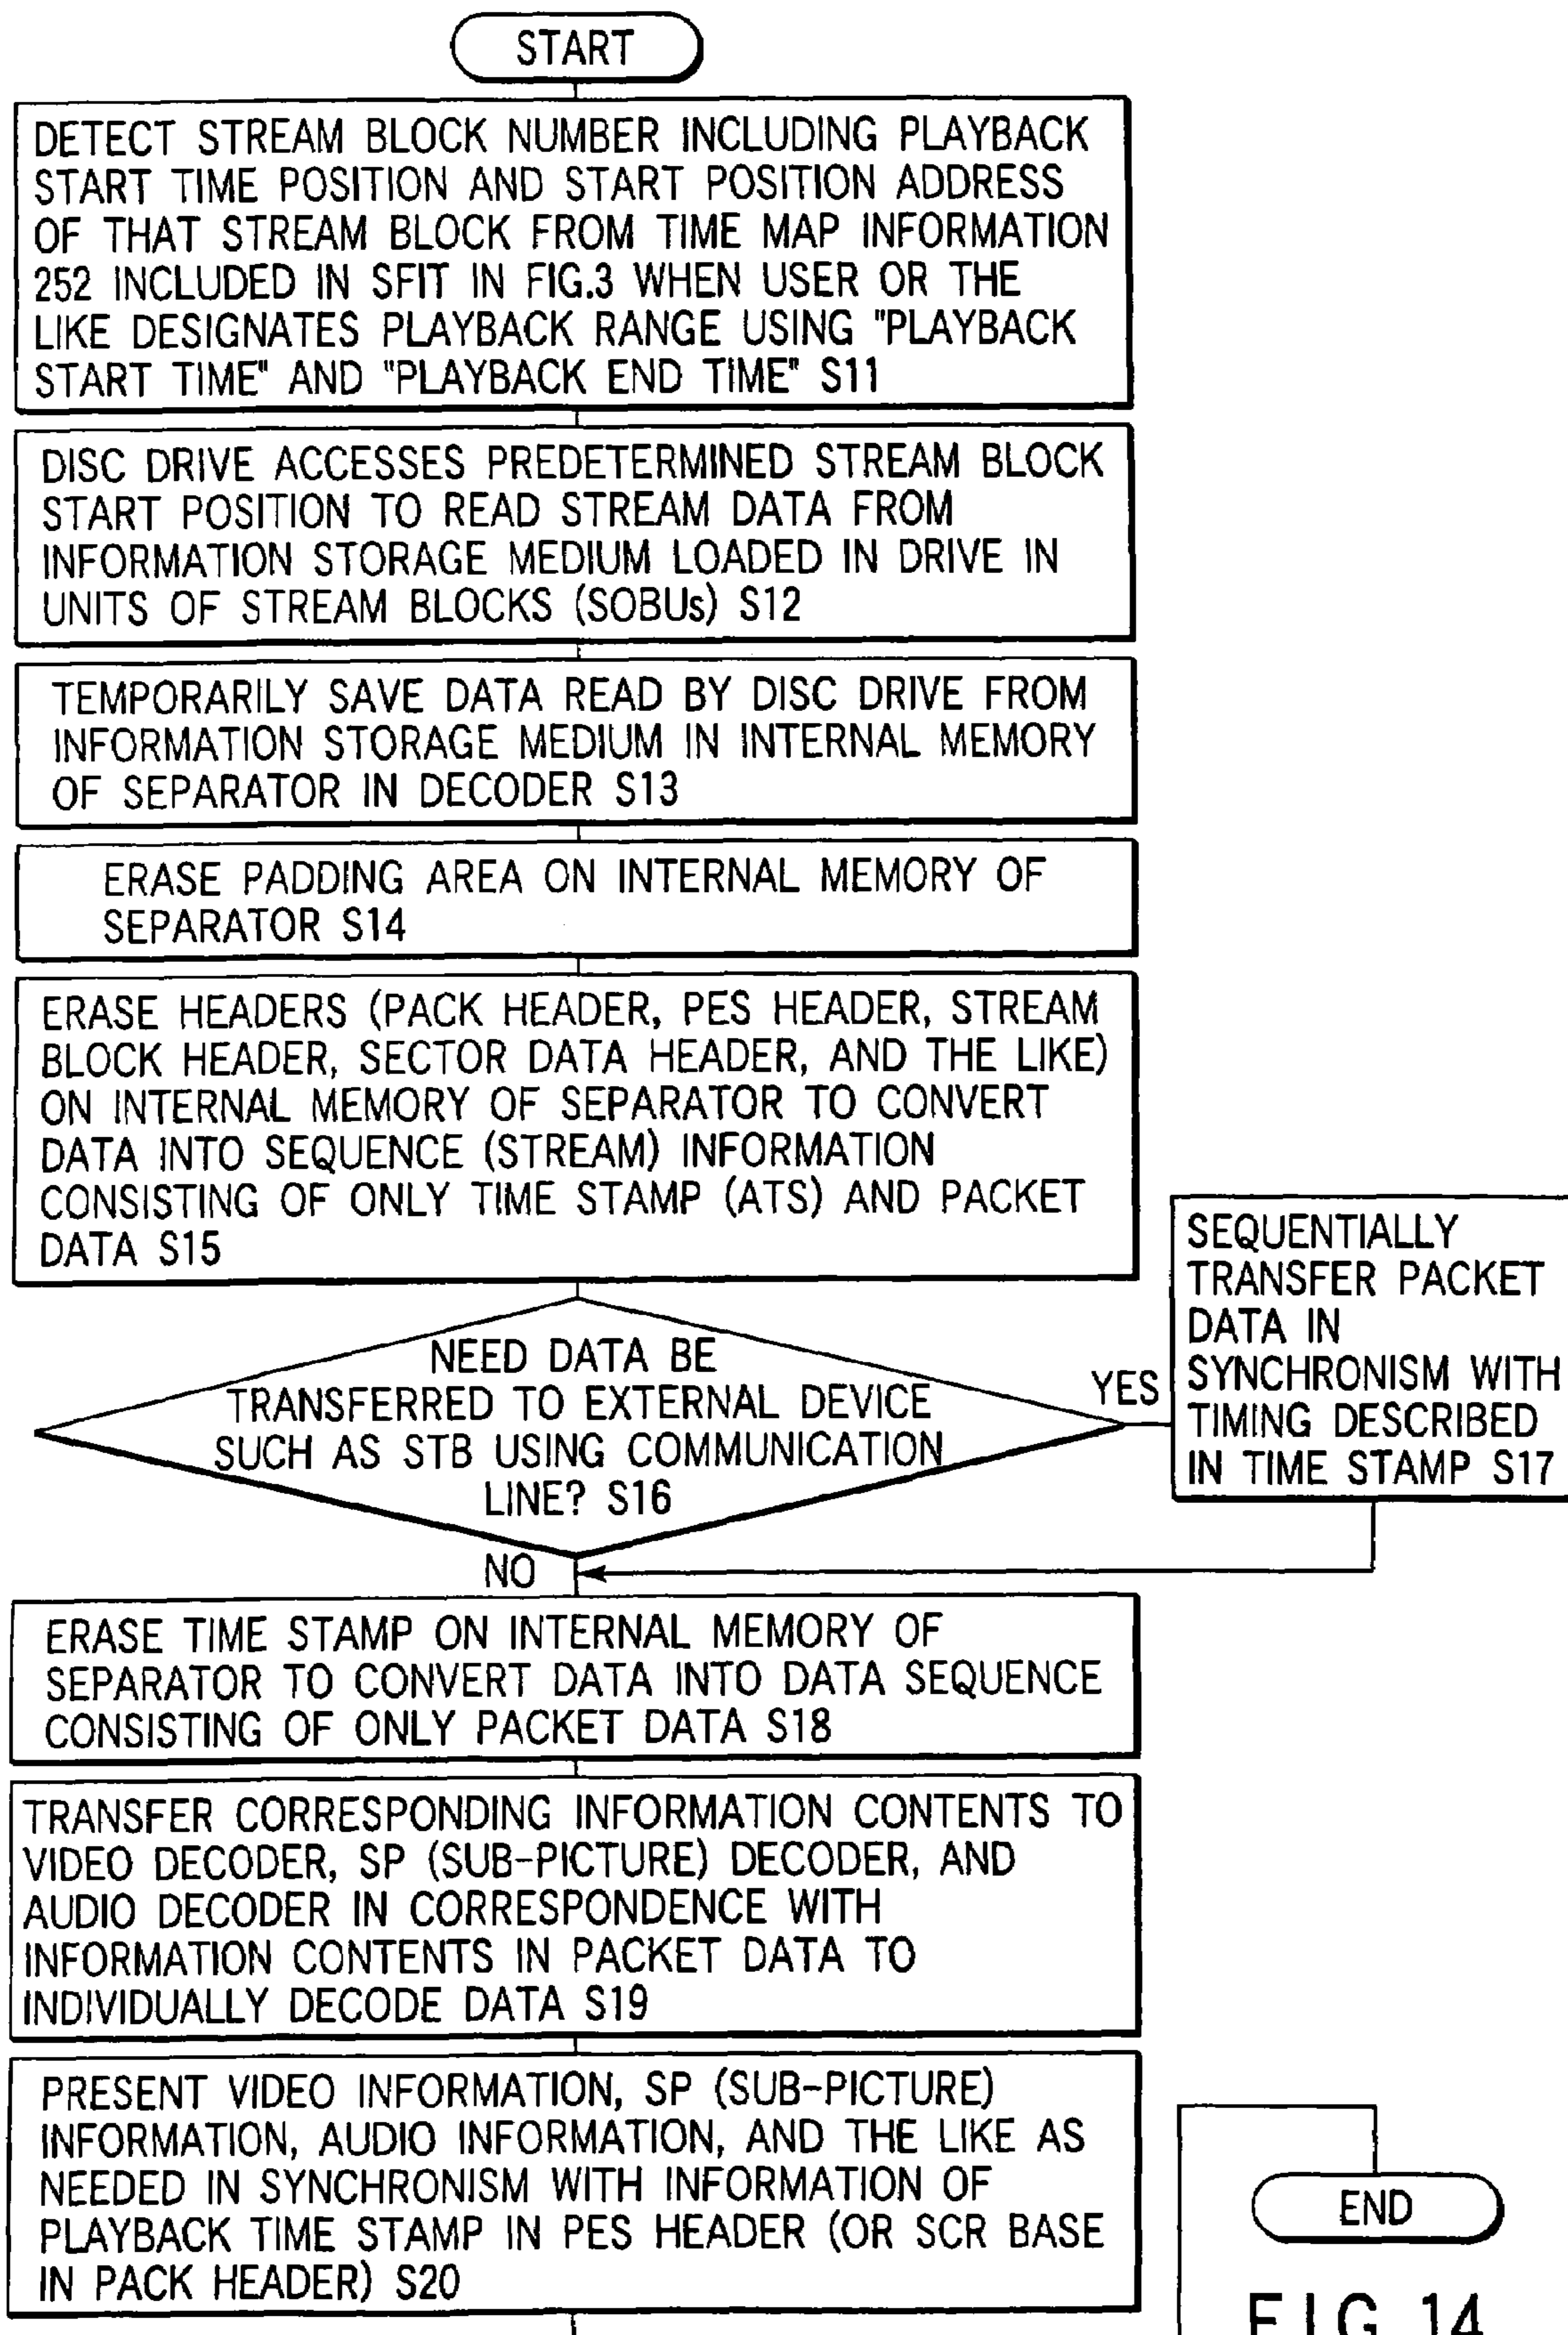 START
DETECT STREAM BLOCK NUMBER INCLUDING PLAYBACK
START TIME POSITION AND START POSITION ADDRESS
OF THAT STREAM BLOCK FROM TIME MAP INFORMATION
252 INCLUDED IN SFIT IN FIG.3 WHEN USER OR THE
LIKE DESIGNATES PLAYBACK RANGE USING "PLAYBACK
START TIME" AND "PLAYBACK END TIME" S11
DISC DRIVE ACCESSES PREDETERMINED STREAM BLOCK
START POSITION TO READ STREAM DATA FROM
INFORMATION STORAGE MEDIUM LOADED IN DRIVE IN
UNITS OF STREAM BLOCKS (SOBUs) S12
TEMPORARILY SAVE DATA READ BY DISC DRIVE FROM
INFORMATION STORAGE MEDIUM IN INTERNAL MEMORY
OF SEPARATOR IN DECODER S13
ERASE PADDING AREA ON INTERNAL MEMORY OF
SEPARATOR S14
ERASE HEADERS (PACK HEADER, PES HEADER, STREAM
BLOCK HEADER, SECTOR DATA HEADER, AND THE LIKE)
ON INTERNAL MEMORY OF SEPARATOR TO CONVERT
DATA INTO SEQUENCE (STREAM) INFORMATION
CONSISTING OF ONLY TIME STAMP (ATS) AND PACKET
DATA S15
NEED DATA BE
TRANSFERRED TO EXTERNAL DEVICE
SUCH AS STB USING COMMUNICATION
LINE? S16
YES
SEQUENTIALLY
TRANSFER PACKET
DATA IN
SYNCHRONISM WITH
TIMING DESCRIBED
IN TIME STAMP S17
NO
ERASE TIME STAMP ON INTERNAL MEMORY OF
SEPARATOR TO CONVERT DATA INTO DATA SEQUENCE
CONSISTING OF ONLY PACKET DATA S18
TRANSFER CORRESPONDING INFORMATION CONTENTS TO
VIDEO DECODER, SP (SUB-PICTURE) DECODER, AND
AUDIO DECODER IN CORRESPONDENCE WITH
INFORMATION CONTENTS IN PACKET DATA TO
INDIVIDUALLY DECODE DATA S19
PRESENT VIDEO INFORMATION, SP (SUB-PICTURE)
INFORMATION, AUDIO INFORMATION, AND THE LIKE AS
NEEDED IN SYNCHRONISM WITH INFORMATION OF
PLAYBACK TIME STAMP IN PES HEADER (OR SCR BASE
IN PACK HEADER) S20
END
FIG.14